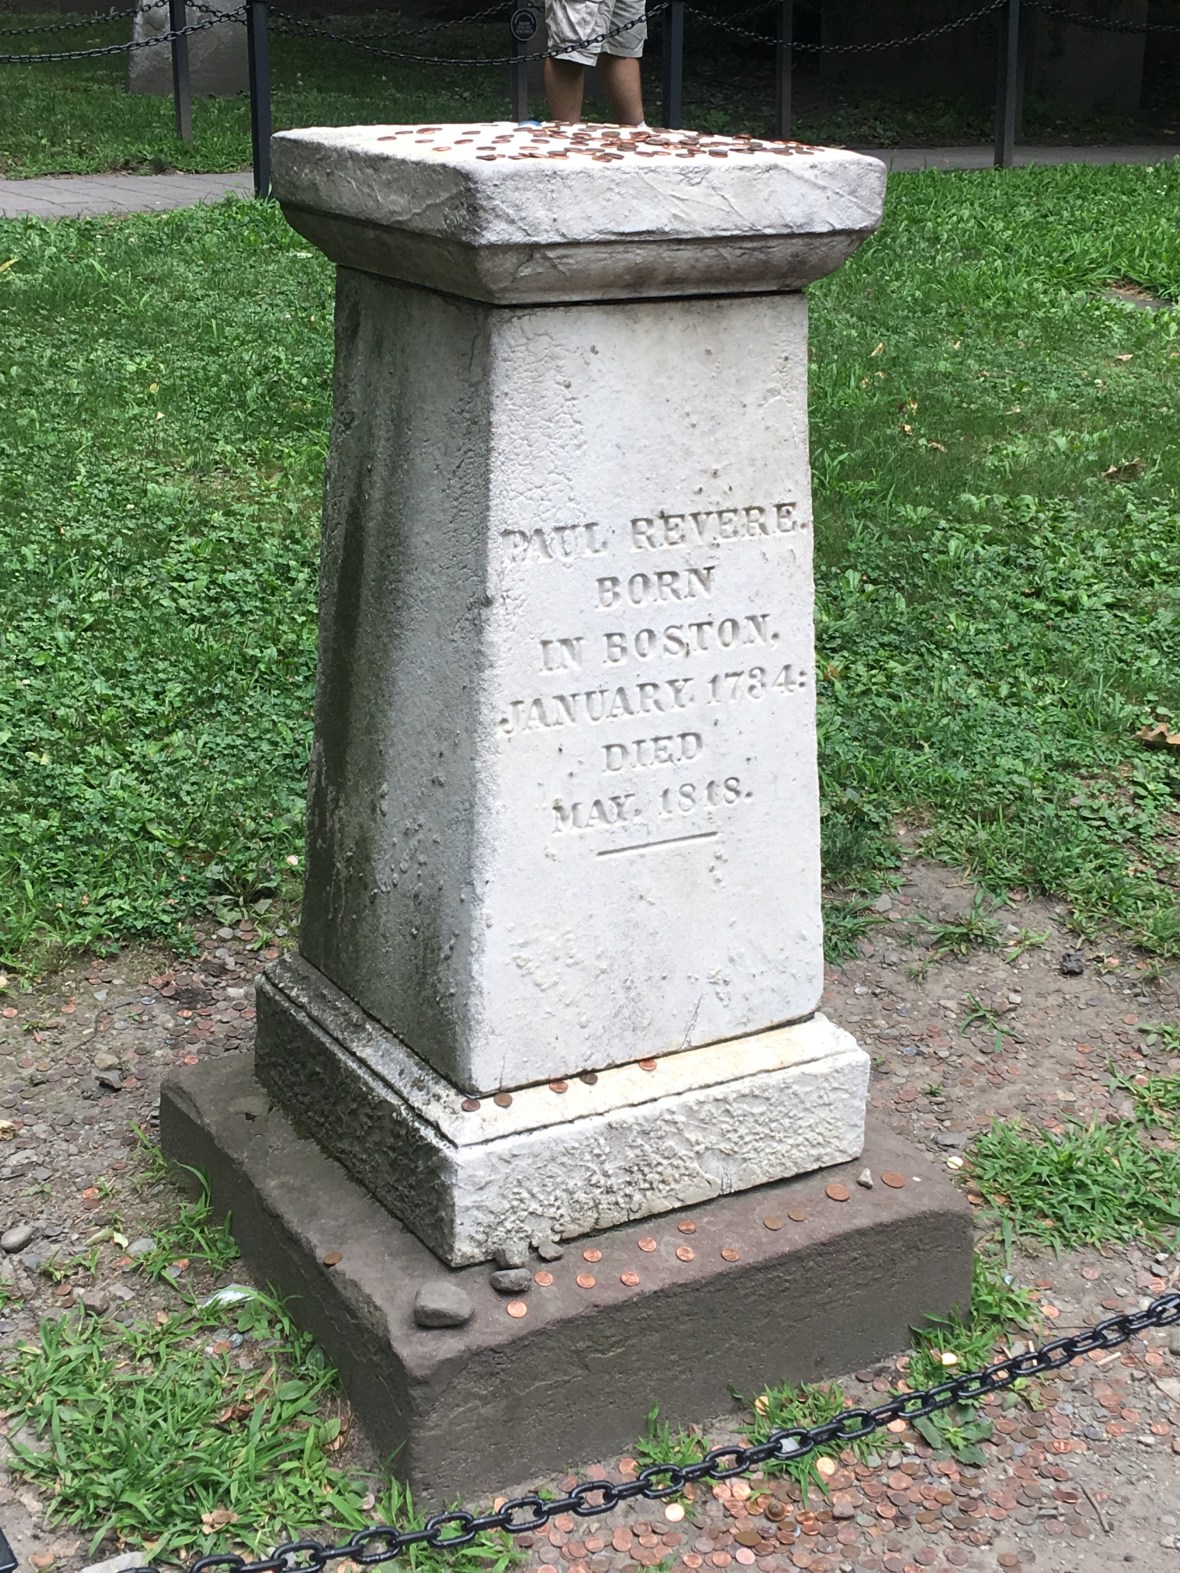 PAUL REVERE.
BORN
IN BOSTON,
JANUARY. 1734:
DIED
MAY. 1818.